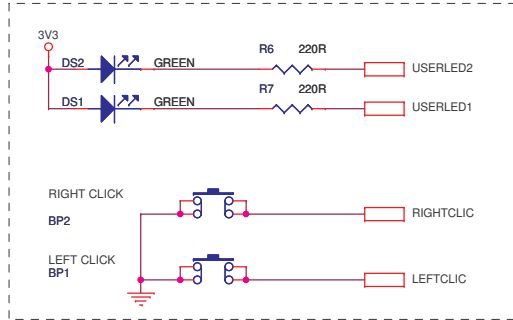 3V3
DS2 GREEN R6 220R USERLED2
DS1 GREEN R7 220R USERLED1
RIGHT CLICK
BP2 RIGHTCLIC
LEFT CLICK
BP1 LEFTCLIC